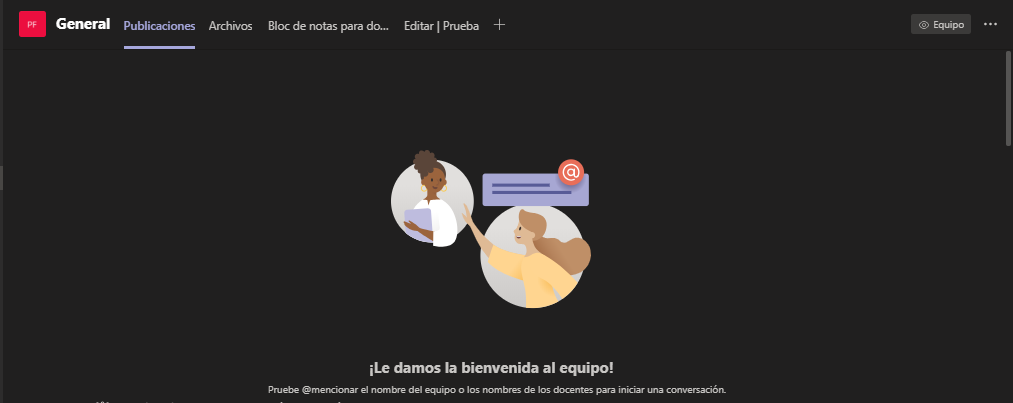 PF General Publicaciones Archivos Bloc de notas para do... Editar | Prueba Equipo
@
¡Le damos la bienvenida al equipo!
Pruebe @mencionar el nombre del equipo o los nombres de los docentes para iniciar una conversación.